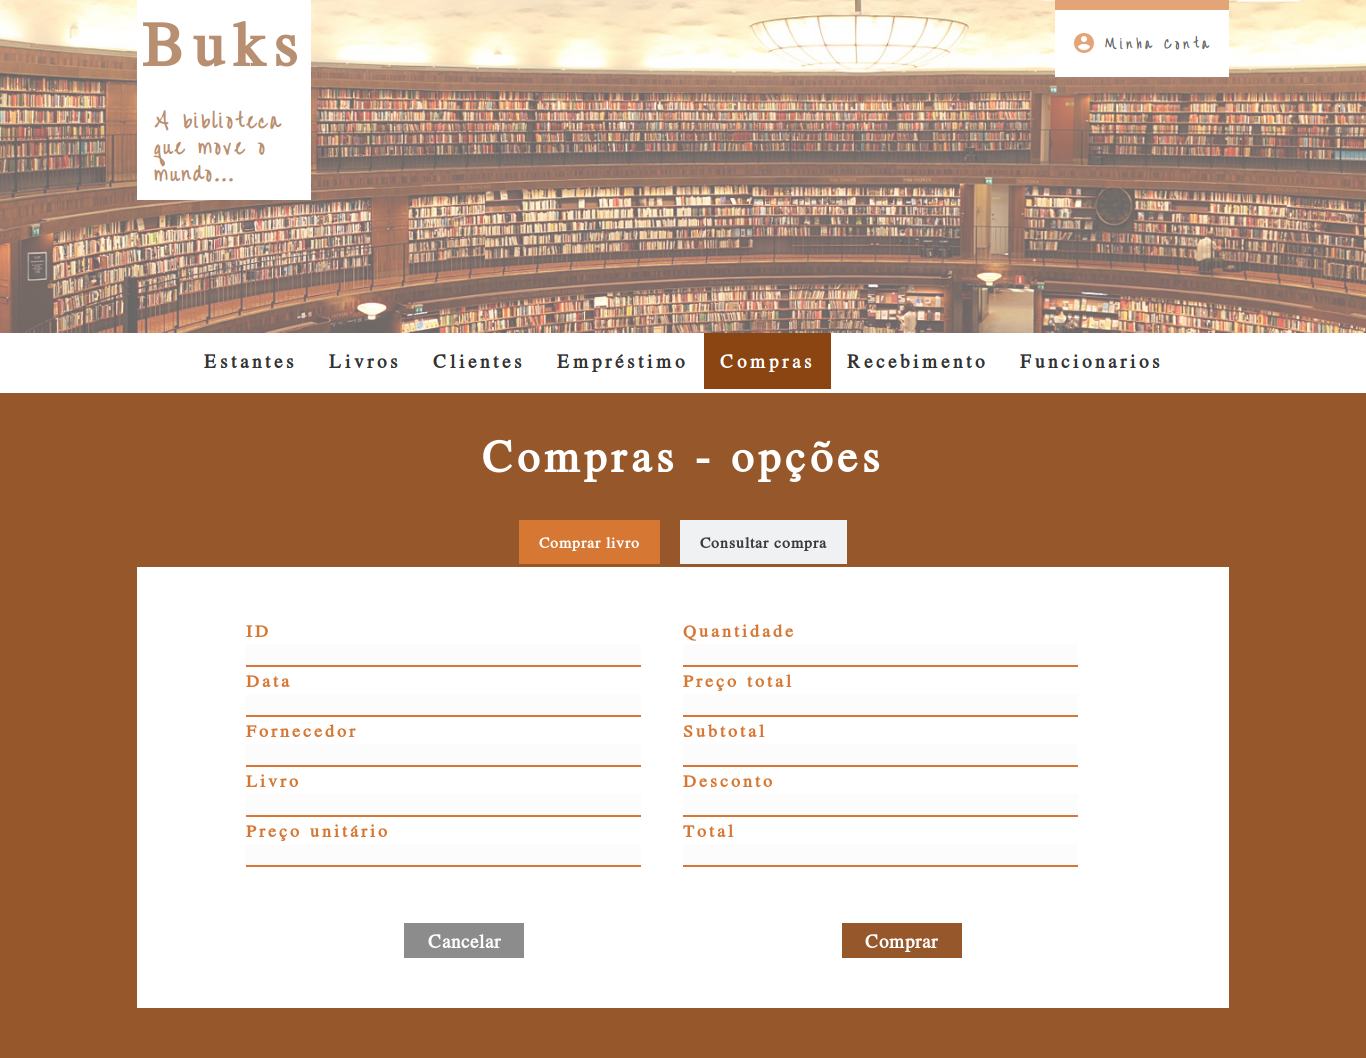 Buks
A biblioteca
que move o
mundo...
Minha conta
Estantes Livros Clientes Empréstimo Compras Recebimento Funcionarios
Compras - opções
Comprar livro Consultar compra
ID Quantidade
Data Preço total
Fornecedor Subtotal
Livro Desconto
Preço unitário Total
Cancelar Comprar